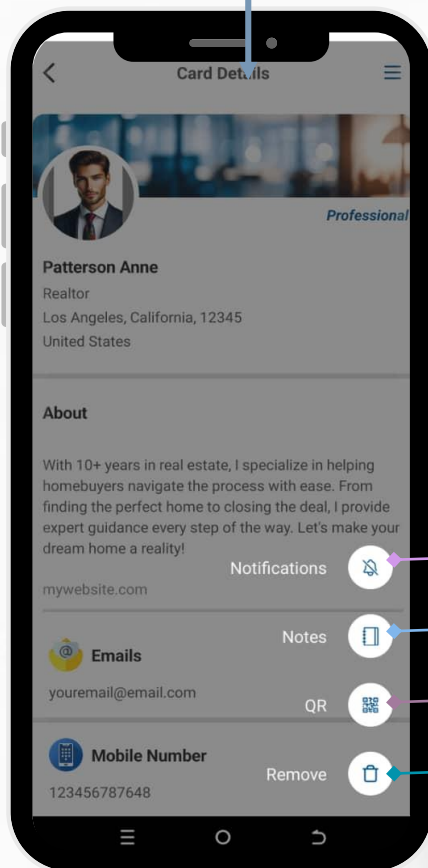 Card Details
Professional
Patterson Anne
Realtor
Los Angeles, California, 12345
United States
About
With 10+ years in real estate, I specialize in helping
homebuyers navigate the process with ease. From
finding the perfect home to closing the deal, I provide
expert guidance every step of the way. Let's make your
dream home a reality!
Notifications
mywebsite.com
Notes
Emails
youremail@email.com
QR
Mobile Number
Remove
123456787648